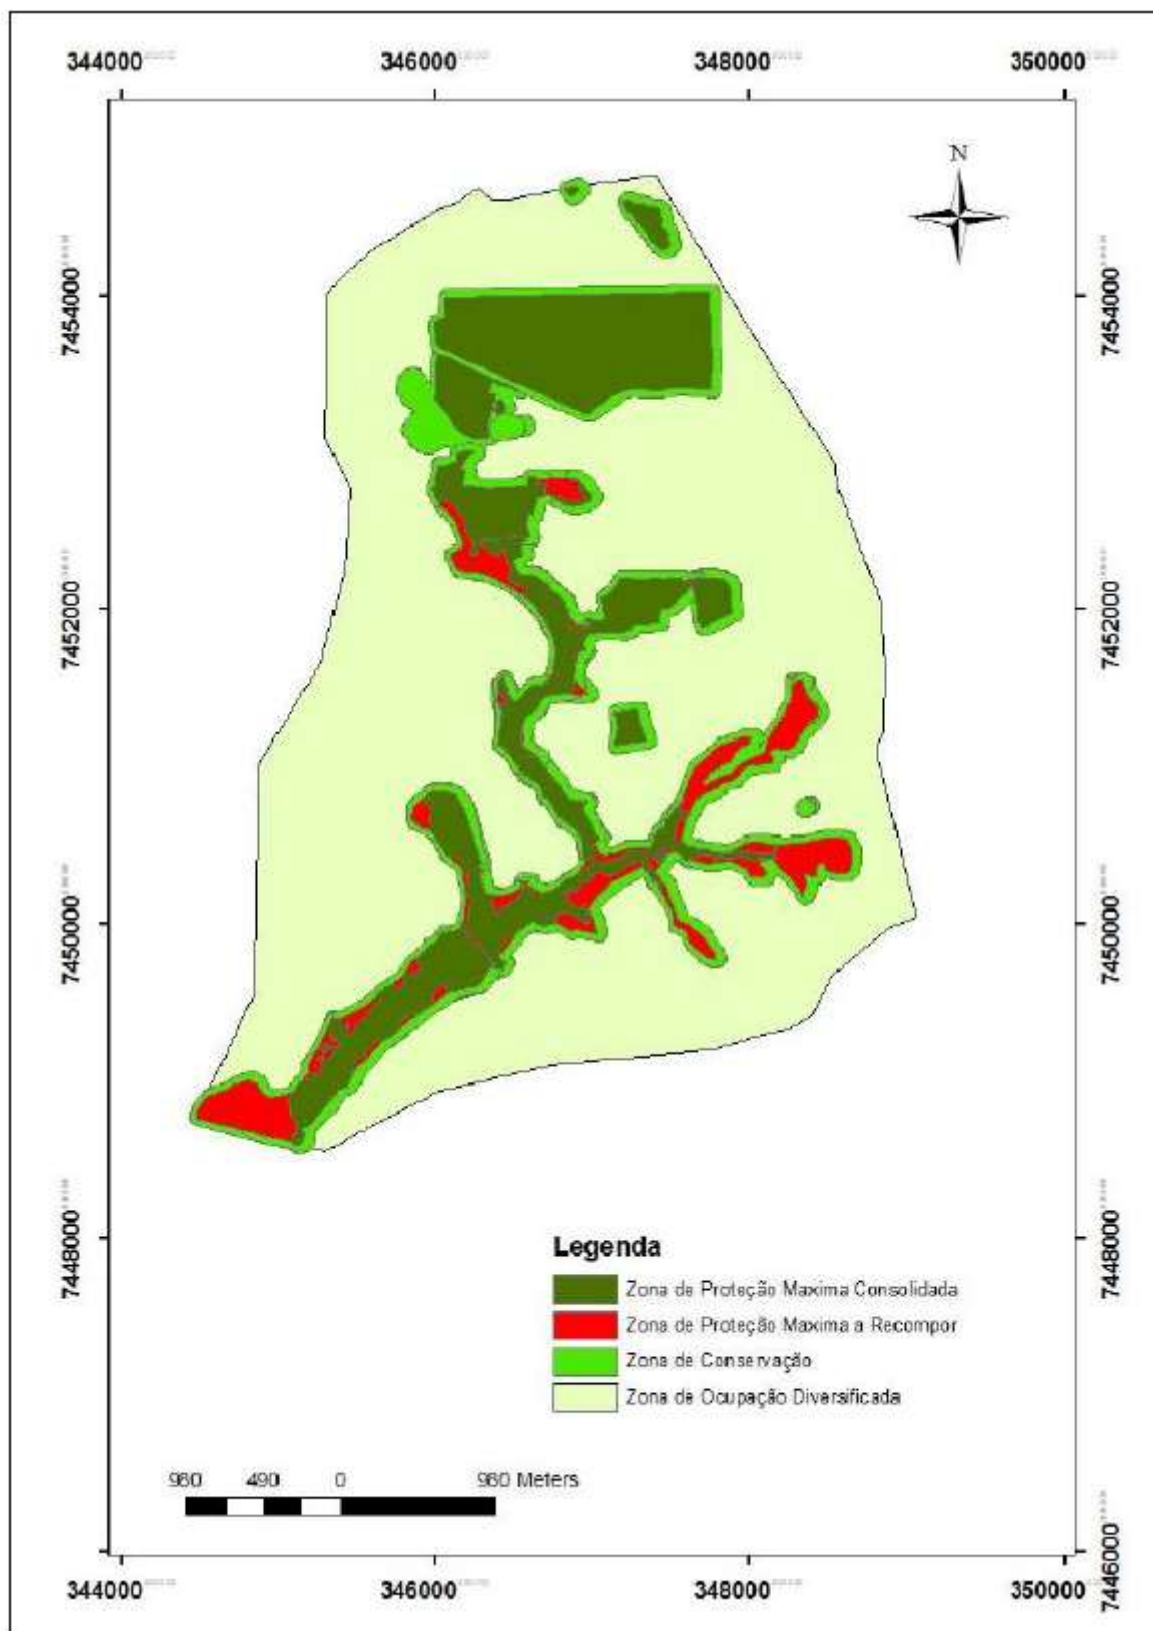 344000 346000 348000 350000
N
7454000 7454000
7452000 7452000
7450000 7450000
7448000 7448000
7446000
Legenda
Zona de Proteção Maxima Consolidada
Zona de Proteção Maxima a Recompor
Zona de Conservação
Zona de Ocupação Diversificada
980 490 0 980 Meters
344000 346000 348000 350000